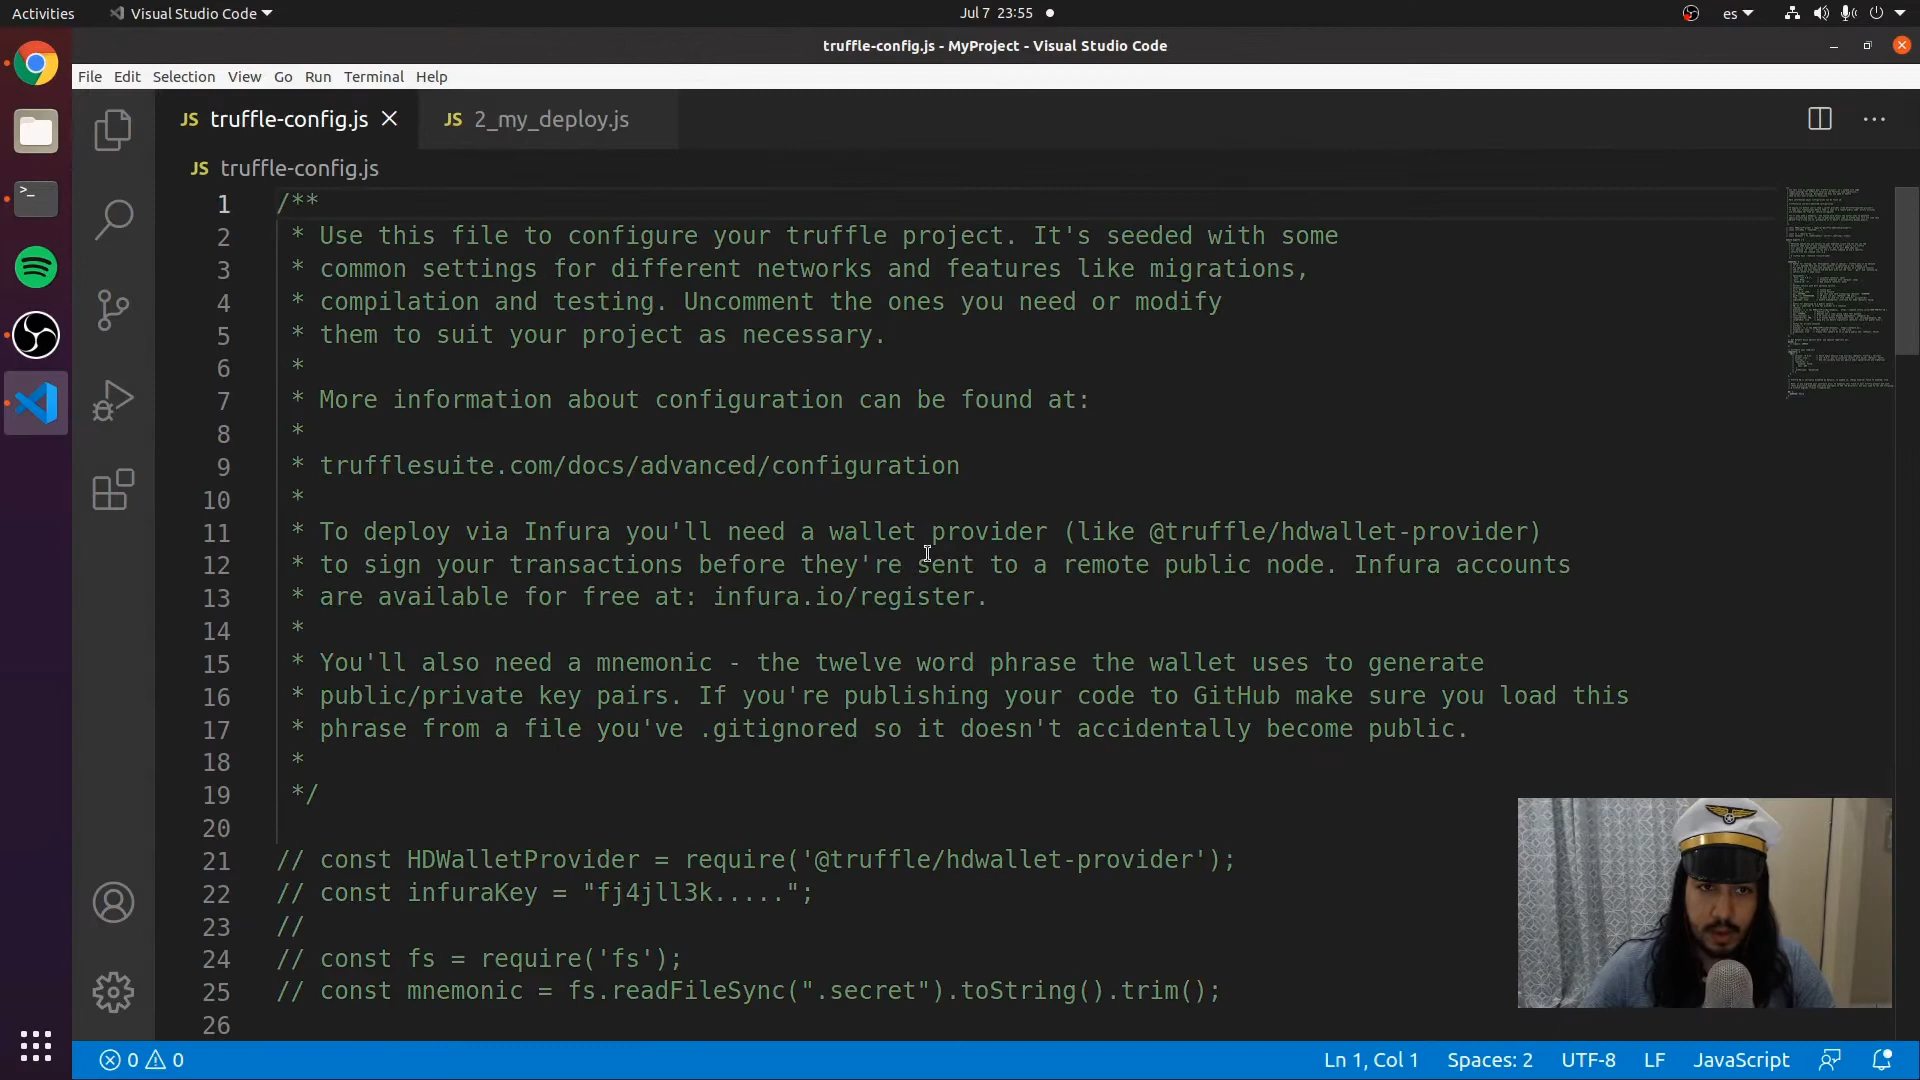 Activities
Visual Studio Code
Jul 7 23:55
es
truffle-config.js - MyProject - Visual Studio Code
File Edit Selection View Go Run Terminal Help
JS truffle-config.js
JS 2_my_deploy.js
JS truffle-config.js
1 /**
2 * Use this file to configure your truffle project. It's seeded with some
3 * common settings for different networks and features like migrations,
4 * compilation and testing. Uncomment the ones you need or modify
5 * them to suit your project as necessary.
6 *
7 * More information about configuration can be found at:
8 *
9 * trufflesuite.com/docs/advanced/configuration
10 *
11 * To deploy via Infura you'll need a wallet provider (like @truffle/hdwallet-provider)
12 * to sign your transactions before they're sent to a remote public node. Infura accounts
13 * are available for free at: infura.io/register.
14 *
15 * You'll also need a mnemonic - the twelve word phrase the wallet uses to generate
16 * public/private key pairs. If you're publishing your code to GitHub make sure you load this
17 * phrase from a file you've .gitignored so it doesn't accidentally become public.
18 *
19 */
20
21 // const HDWalletProvider = require('@truffle/hdwallet-provider');
22 // const infuraKey = "fj4jll3k.....";
23 //
24 // const fs = require('fs');
25 // const mnemonic = fs.readFileSync(".secret").toString().trim();
26
0 0
Ln 1, Col 1 Spaces: 2 UTF-8 LF JavaScript